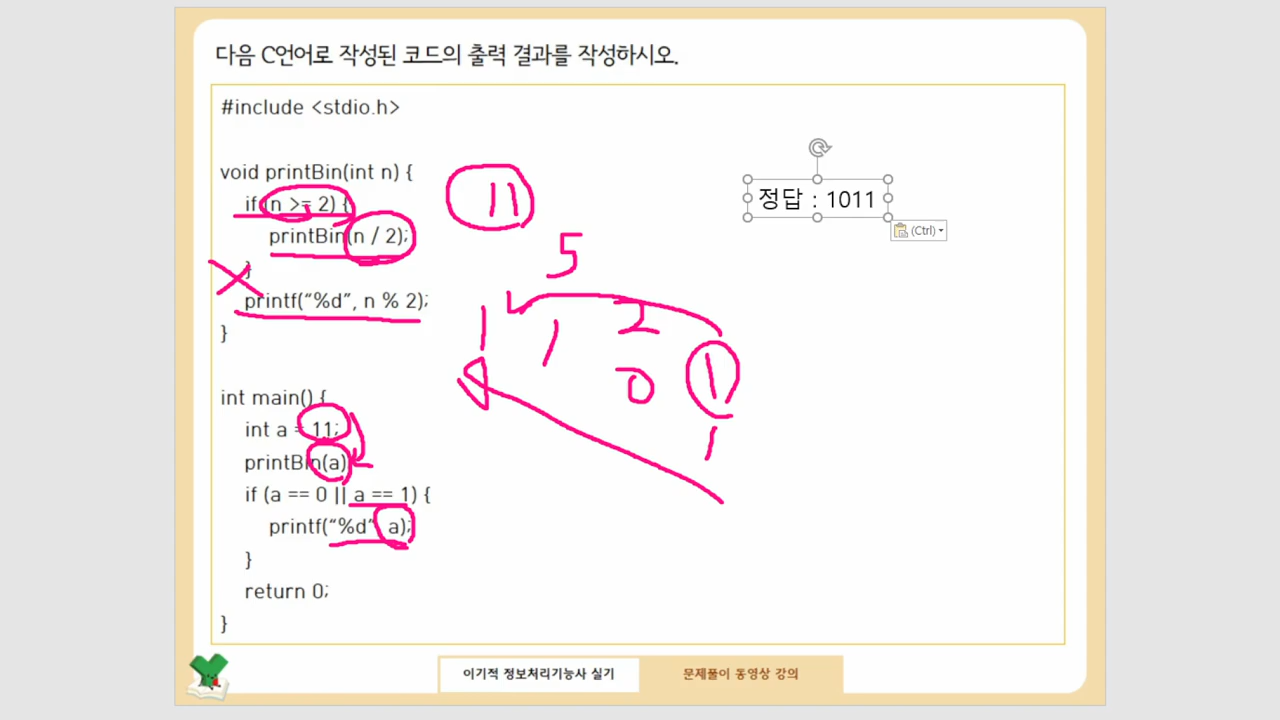 다음 C언어로 작성된 코드의 출력 결과를 작성하시오.
#include <stdio.h>
void printBin(int n) {
if (n >= 2) {
printBin(n / 2);
}
printf("%d", n % 2);
}
int main() {
int a = 11;
printBin(a)
if (a == 0 || a == 1) {
printf("%d" a);
}
return 0;
}
11
5
1 1 2
0 1
1
정답 : 1011
(Ctrl)
이기적 정보처리기능사 실기
문제풀이 동영상 강의